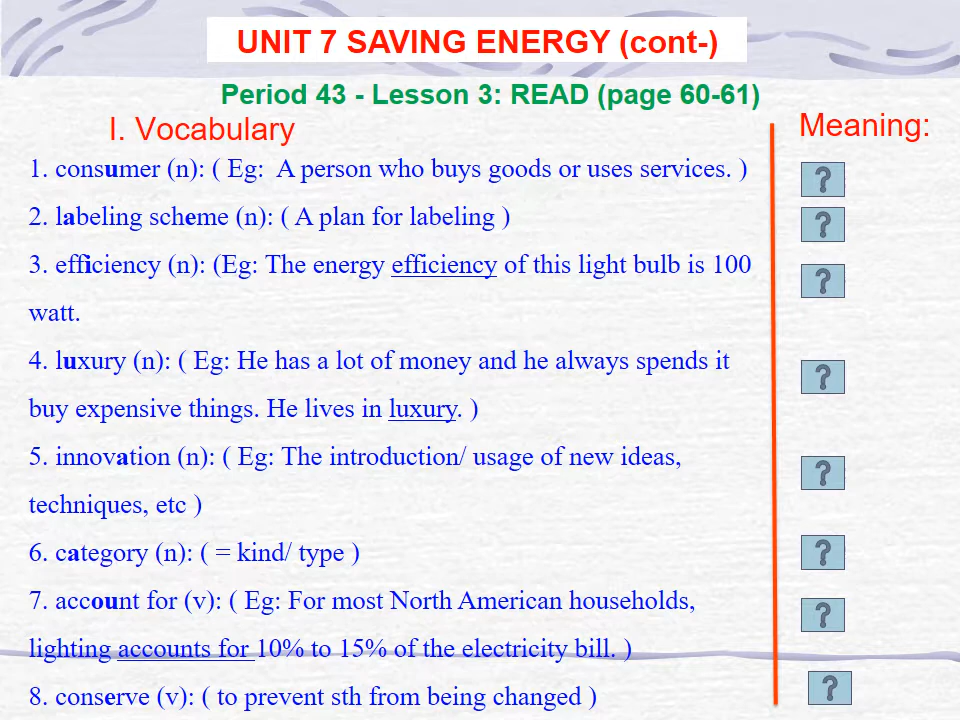 UNIT 7 SAVING ENERGY (cont-)
Period 43 - Lesson 3: READ (page 60-61)
I. Vocabulary
Meaning:
1. consumer (n): ( Eg: A person who buys goods or uses services. )
?
2. labeling scheme (n): ( A plan for labeling )
?
3. efficiency (n): (Eg: The energy efficiency of this light bulb is 100
?
watt.
4. luxury (n): ( Eg: He has a lot of money and he always spends it
?
buy expensive things. He lives in luxury. )
5. innovation (n): ( Eg: The introduction/ usage of new ideas,
?
techniques, etc )
6. category (n): ( = kind/ type )
?
7. account for (v): ( Eg: For most North American households,
?
lighting accounts for 10% to 15% of the electricity bill. )
8. conserve (v): ( to prevent sth from being changed )
?